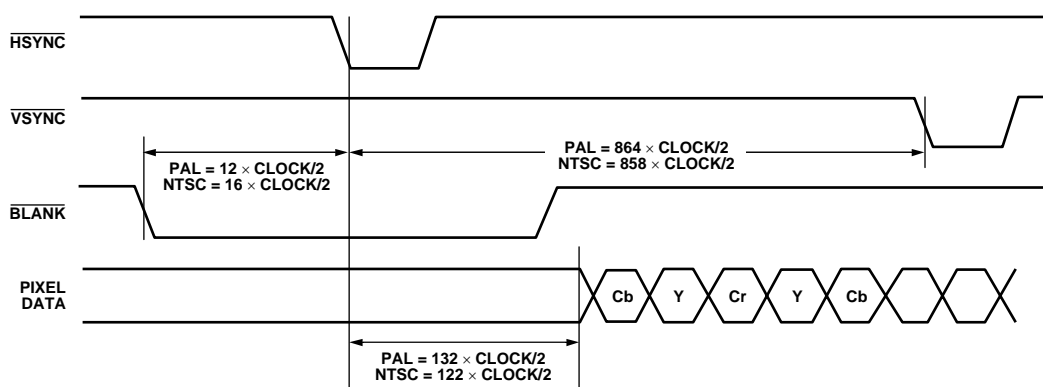 HSYNC
VSYNC
PAL = 864 × CLOCK/2
NTSC = 858 × CLOCK/2
PAL = 12 × CLOCK/2
NTSC = 16 × CLOCK/2
BLANK
PIXEL
DATA
Cb Y Cr Y Cb
PAL = 132 × CLOCK/2
NTSC = 122 × CLOCK/2